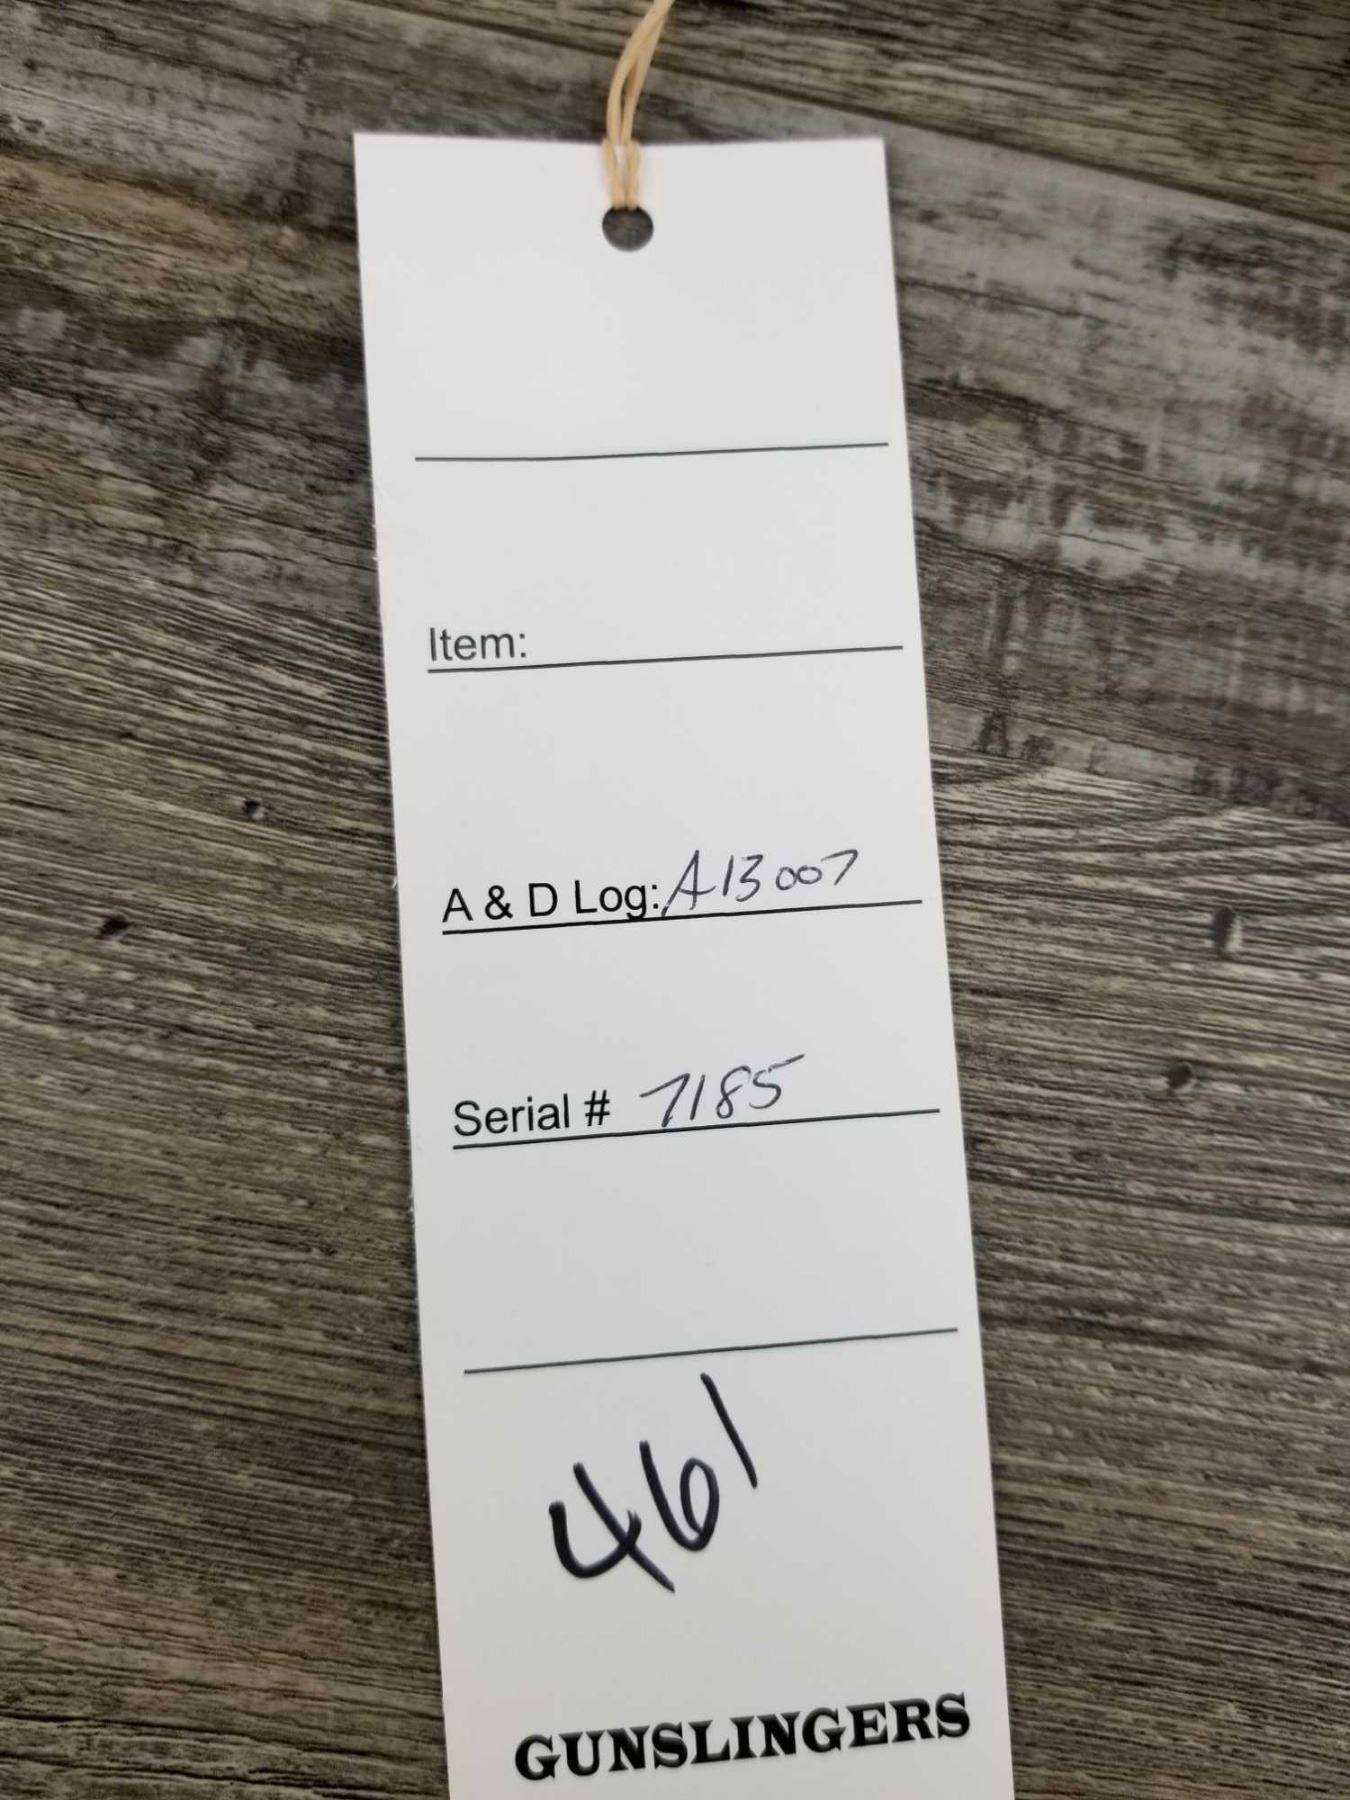 Item:
A & D Log: A13007
Serial # 7185
461
GUNSLINGERS